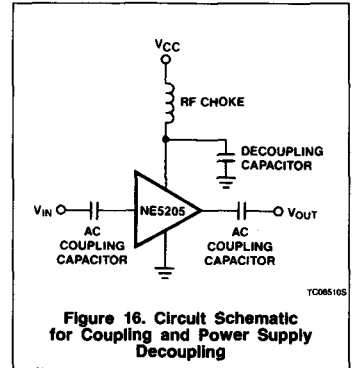 VCC
RF CHOKE
DECOUPLING
CAPACITOR
NE5205
VIN
VOUT
AC
COUPLING
CAPACITOR
AC
COUPLING
CAPACITOR
TC06510S
Figure 16. Circuit Schematic
for Coupling and Power Supply
Decoupling